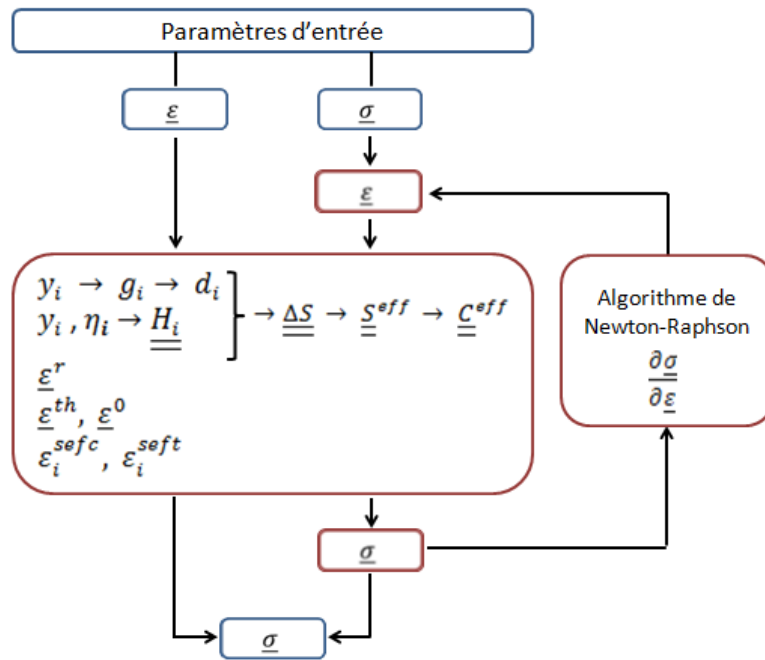 Paramètres d'entrée
ε
σ
ε
y_i → g_i → d_i
y_i , η_i → H_i
→ ΔS → S^eff → C^eff
ε^r
ε^th, ε^0
ε_i^sefc , ε_i^seft
Algorithme de
Newton-Raphson
∂σ
∂ε
σ
σ